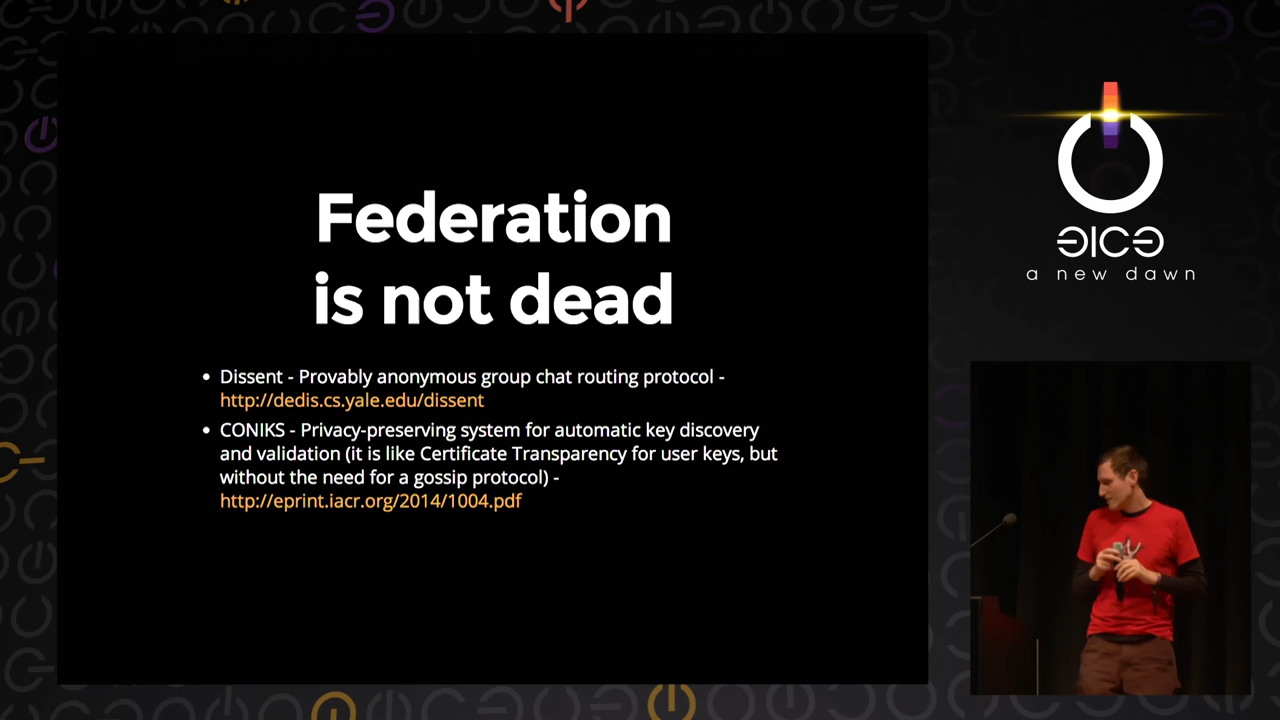 Federation
is not dead
• Dissent - Provably anonymous group chat routing protocol -
http://dedis.cs.yale.edu/dissent
• CONIKS - Privacy-preserving system for automatic key discovery
and validation (it is like Certificate Transparency for user keys, but
without the need for a gossip protocol) -
http://eprint.iacr.org/2014/1004.pdf
a new dawn